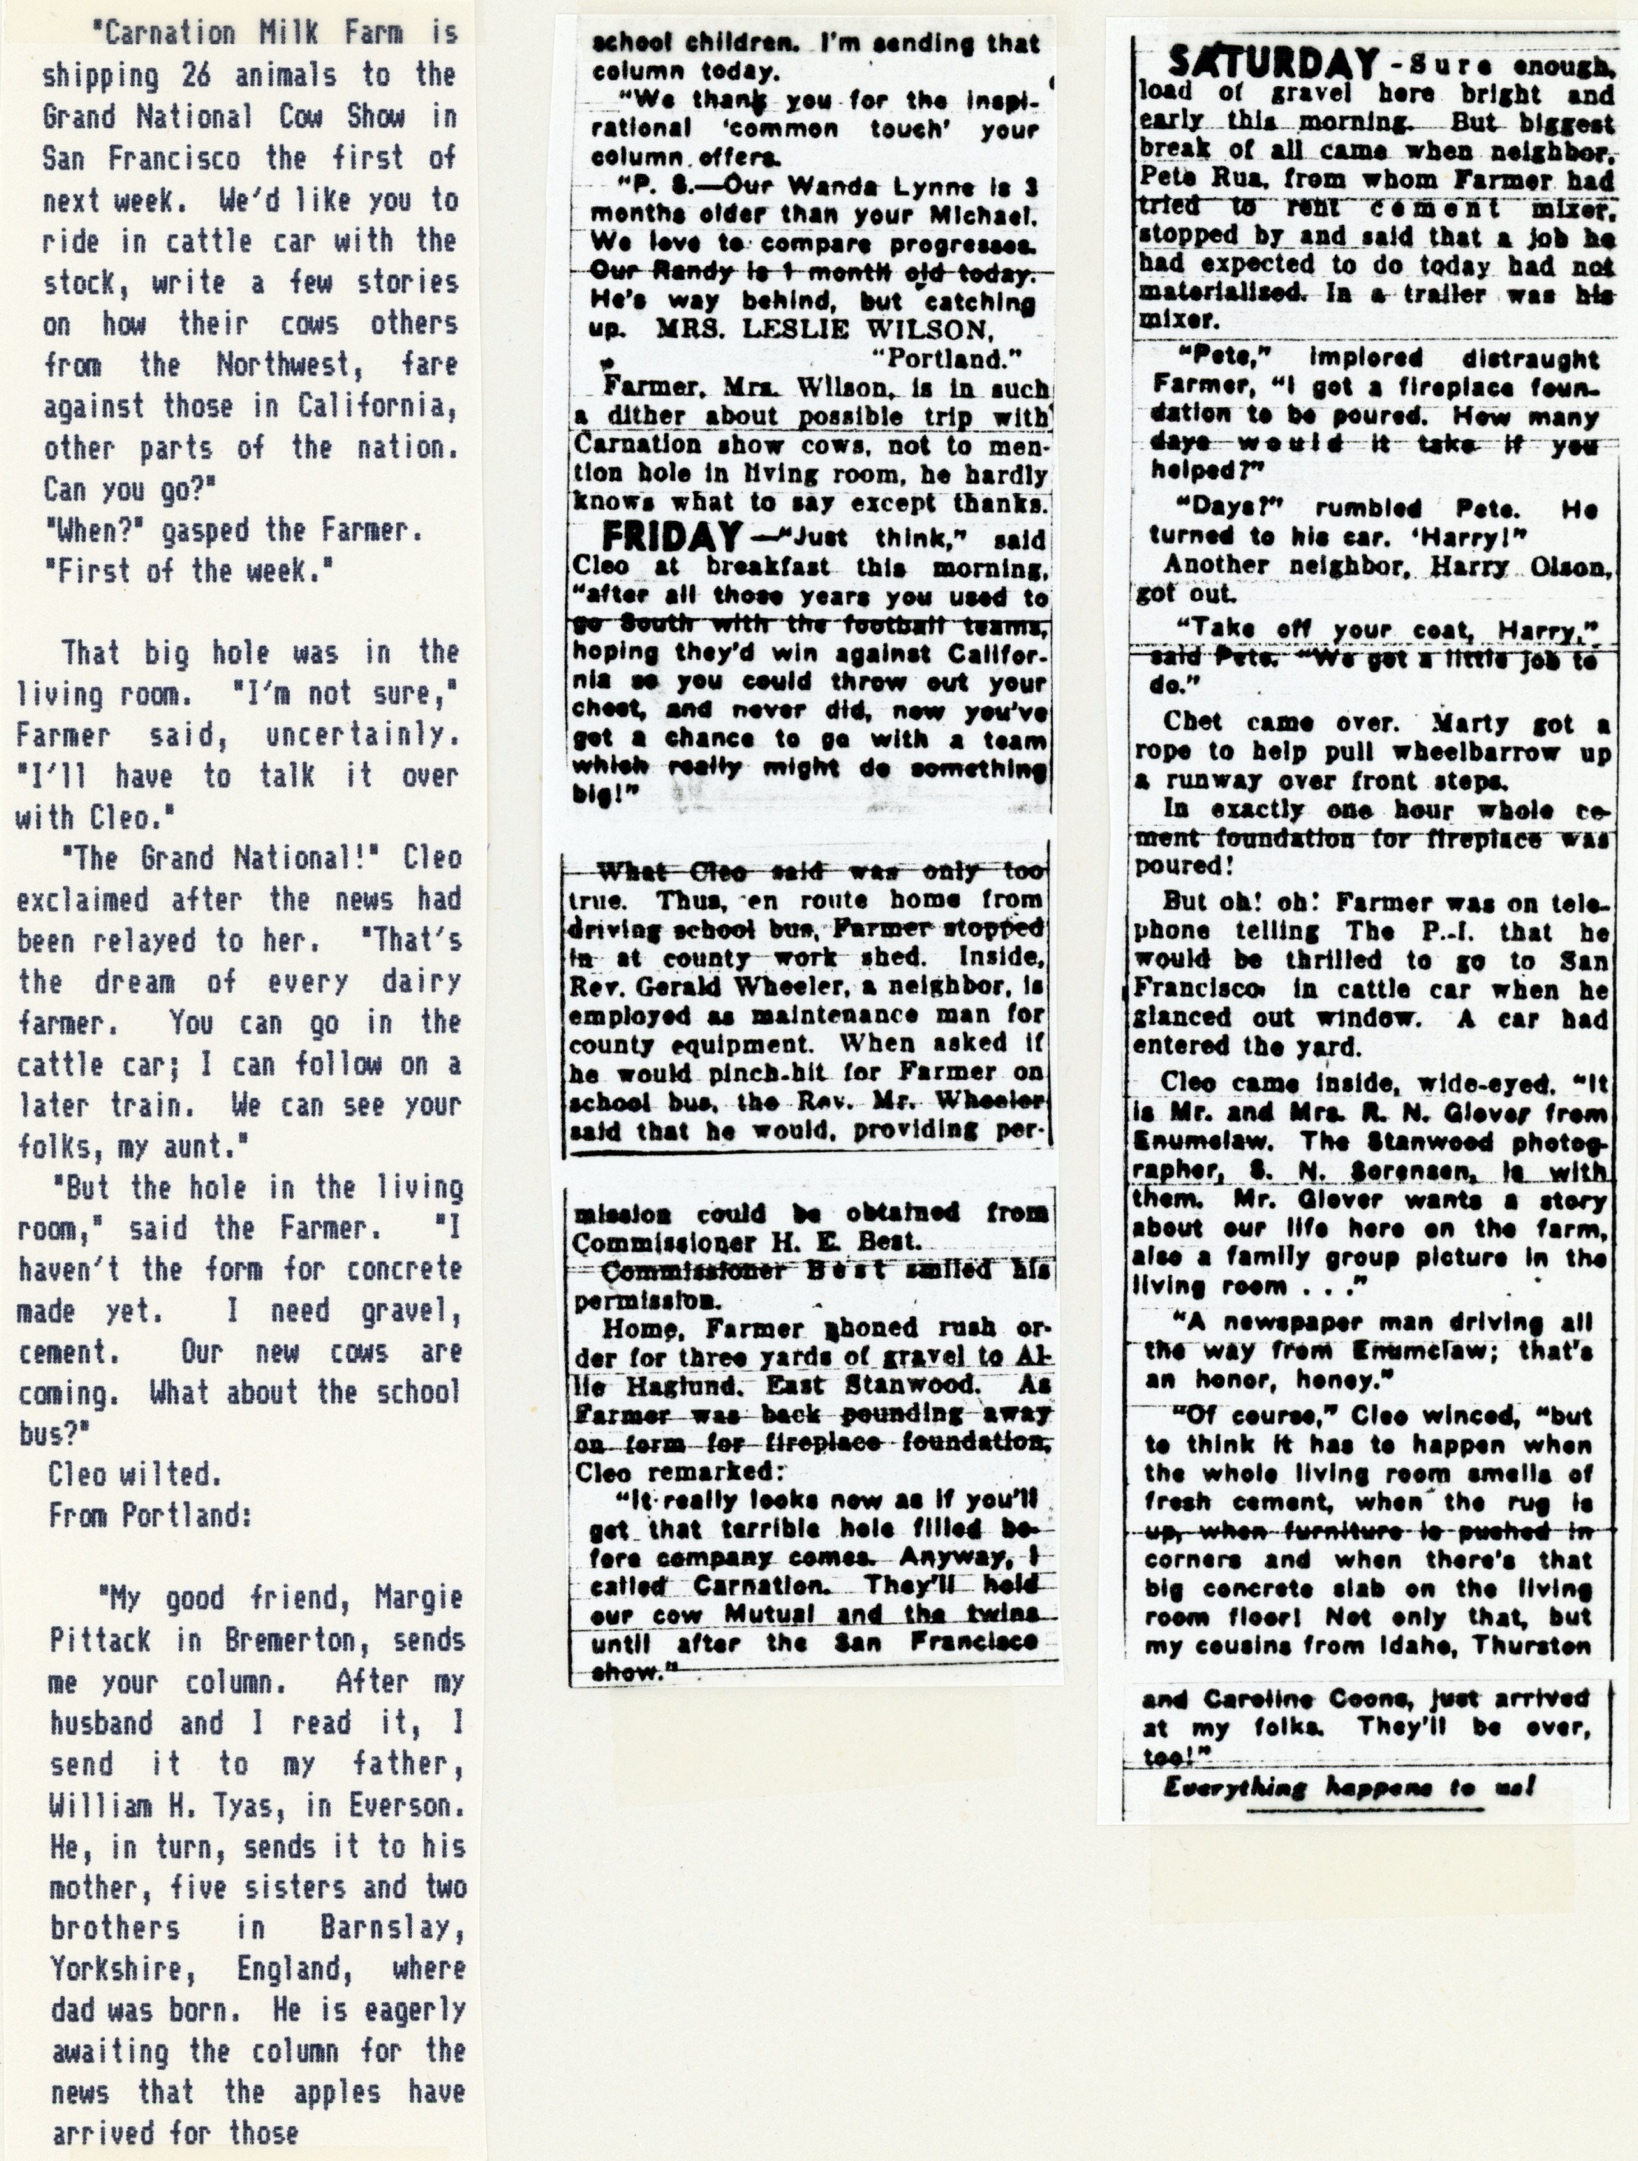 "Carnation Milk Farm is
shipping 26 animals to the
Grand National Cow Show in
San Francisco the first of
next week. We'd like you to
ride in cattle car with the
stock, write a few stories
on how their cows others
from the Northwest, fare
against those in California,
other parts of the nation.
Can you go?"
"When?" gasped the Farmer.
"First of the week."
That big hole was in the
living room. "I'm not sure,"
Farmer said, uncertainly.
"I'll have to talk it over
with Cleo."
"The Grand National!" Cleo
exclaimed after the news had
been relayed to her. "That's
the dream of every dairy
farmer. You can go in the
cattle car; I can follow on a
later train. We can see your
folks, my aunt."
"But the hole in the living
room," said the Farmer. "I
haven't the form for concrete
made yet. I need gravel,
cement. Our new cows are
coming. What about the school
bus?"
Cleo wilted.
From Portland:
"My good friend, Margie
Pittack in Bremerton, sends
me your column. After my
husband and I read it, I
send it to my father,
William H. Tyas, in Everson.
He, in turn, sends it to his
mother, five sisters and two
brothers in Barnslay,
Yorkshire, England, where
dad was born. He is eagerly
awaiting the column for the
news that the apples have
arrived for those
school children. I'm sending that
column today.
"We thank you for the inspi-
rational 'common touch' your
column offers.
"P. S.—Our Wanda Lynne is 3
months older than your Michael.
We love to compare progresses.
Our Randy is 1 month old today.
He's way behind, but catching
up. MRS. LESLIE WILSON,
"Portland."
Farmer, Mrs. Wilson, is in such
a dither about possible trip with
Carnation show cows, not to men-
tion hole in living room, he hardly
knows what to say except thanks.
FRIDAY—"Just think," said
Cleo at breakfast this morning,
"after all those years you used to
go South with the football teams,
hoping they'd win against Califor-
nia so you could throw out your
chest, and never did, now you've
got a chance to go with a team
which really might do something
big!"
What Cleo said was only too
true. Thus, en route home from
driving school bus, Farmer stopped
in at county work shed. Inside,
Rev. Gerald Wheeler, a neighbor, is
employed as maintenance man for
county equipment. When asked if
he would pinch-hit for Farmer on
school bus, the Rev. Mr. Wheeler
said that he would, providing per-
mission could be obtained from
Commissioner H. E. Best.
Commissioner Best smiled his
permission.
Home, Farmer phoned rush or-
der for three yards of gravel to Al-
lie Haglund, East Stanwood. As
Farmer was back pounding away
on form for fireplace foundation,
Cleo remarked:
"It really looks now as if you'll
get that terrible hole filled be-
fore company comes. Anyway, I
called Carnation. They'll hold
our cow Mutual and the twins
until after the San Francisco
show."
SATURDAY-Sure enough,
load of gravel here bright and
early this morning. But biggest
break of all came when neighbor,
Pete Rua, from whom Farmer had
tried to rent cement mixer,
stopped by and said that a job he
had expected to do today had not
materialised. In a trailer was his
mixer.
"Pete," implored distraught
Farmer, "I got a fireplace foun-
dation to be poured. How many
days would it take if you
helped?"
"Days?" rumbled Pete. He
turned to his car. 'Harry!"
Another neighbor, Harry Olson,
got out.
"Take off your coat, Harry,"
said Pete. "We got a little job to
do."
Chet came over. Marty got a
rope to help pull wheelbarrow up
a runway over front steps.
In exactly one hour whole ce-
ment foundation for fireplace was
poured!
But oh! oh! Farmer was on tele-
phone telling The P.-I. that he
would be thrilled to go to San
Francisco in cattle car when he
glanced out window. A car had
entered the yard.
Cleo came inside, wide-eyed. "It
is Mr. and Mrs. R. N. Glover from
Enumclaw. The Stanwood photog-
rapher, S. N. Sorensen, is with
them. Mr. Glover wants a story
about our life here on the farm,
also a family group picture in the
living room . . ."
"A newspaper man driving all
the way from Enumclaw; that's
an honor, honey."
"Of course," Cleo winced, "but
to think it has to happen when
the whole living room smells of
fresh cement, when the rug is
up, when furniture is pushed in
corners and when there's that
big concrete slab on the living
room floor! Not only that, but
my cousins from Idaho, Thurston
and Caroline Coons, just arrived
at my folks. They'll be over,
too!"
Everything happens to us!